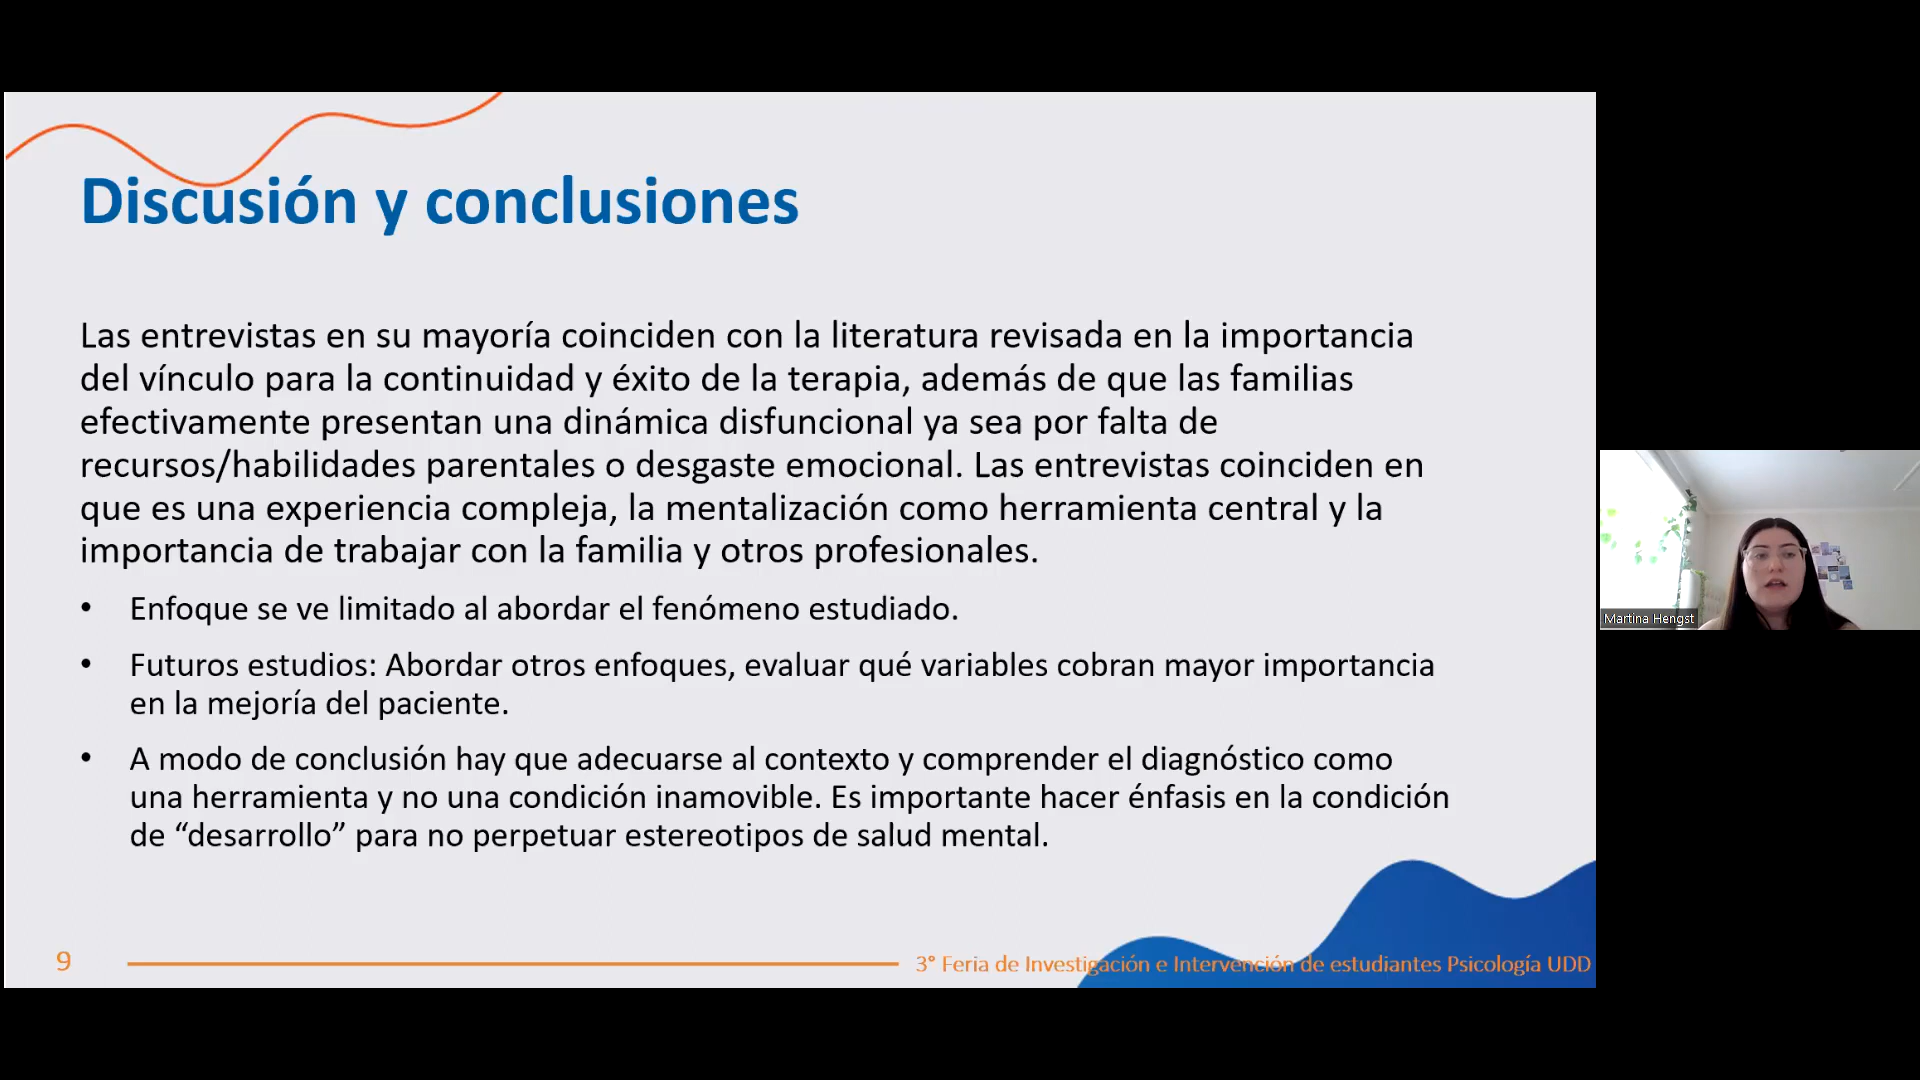 Discusión y conclusiones
Las entrevistas en su mayoría coinciden con la literatura revisada en la importancia
del vínculo para la continuidad y éxito de la terapia, además de que las familias
efectivamente presentan una dinámica disfuncional ya sea por falta de
recursos/habilidades parentales o desgaste emocional. Las entrevistas coinciden en
que es una experiencia compleja, la mentalización como herramienta central y la
importancia de trabajar con la familia y otros profesionales.
• Enfoque se ve limitado al abordar el fenómeno estudiado.
• Futuros estudios: Abordar otros enfoques, evaluar qué variables cobran mayor importancia
en la mejoría del paciente.
• A modo de conclusión hay que adecuarse al contexto y comprender el diagnóstico como
una herramienta y no una condición inamovible. Es importante hacer énfasis en la condición
de “desarrollo” para no perpetuar estereotipos de salud mental.
9
3° Feria de Investigación e Intervención de estudiantes Psicología UDD
Martina Hengst